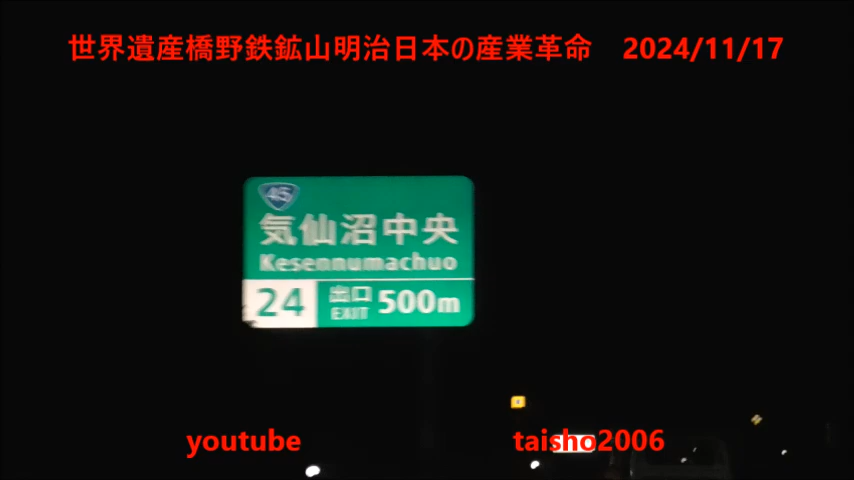 世界遺産橋野鉄鉱山明治日本の産業革命　2024/11/17
45
気仙沼中央
Kesennumachuo
24 出口 EXIT 500m
youtube taisho2006